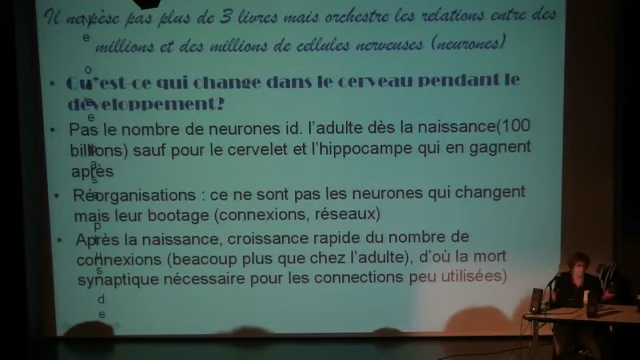 Il ne pèse pas plus de 3 livres mais orchestre les relations entre des
millions et des millions de cellules nerveuses (neurones)
• Qu'est-ce qui change dans le cerveau pendant le
développement?
• Pas le nombre de neurones id. l'adulte dès la naissance(100
billions) sauf pour le cervelet et l'hippocampe qui en gagnent
après
• Réorganisations : ce ne sont pas les neurones qui changent
mais leur bootage (connexions, réseaux)
• Après la naissance, croissance rapide du nombre de
connexions (beacoup plus que chez l'adulte), d'où la mort
synaptique nécessaire pour les connections peu utilisées)